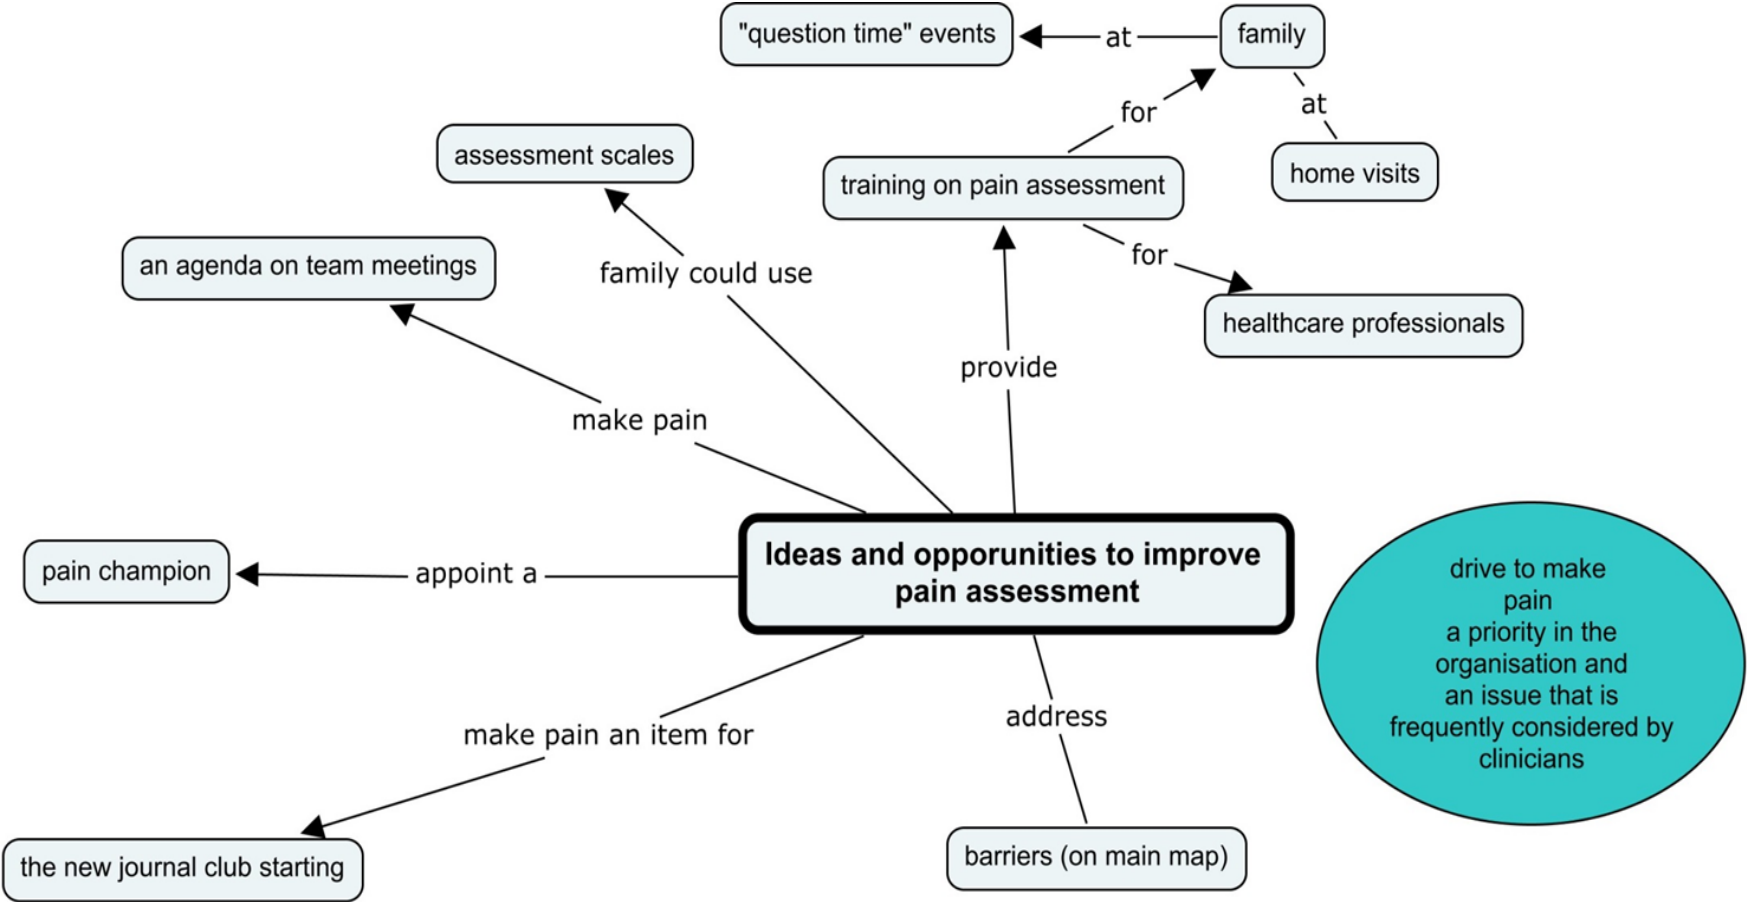 "question time" events
at
family
at
for
home visits
assessment scales
training on pain assessment
for
healthcare professionals
an agenda on team meetings
family could use
provide
make pain
Ideas and opporunities to improve
pain assessment
pain champion
appoint a
drive to make
pain
a priority in the
organisation and
an issue that is
frequently considered by
clinicians
make pain an item for
address
the new journal club starting
barriers (on main map)